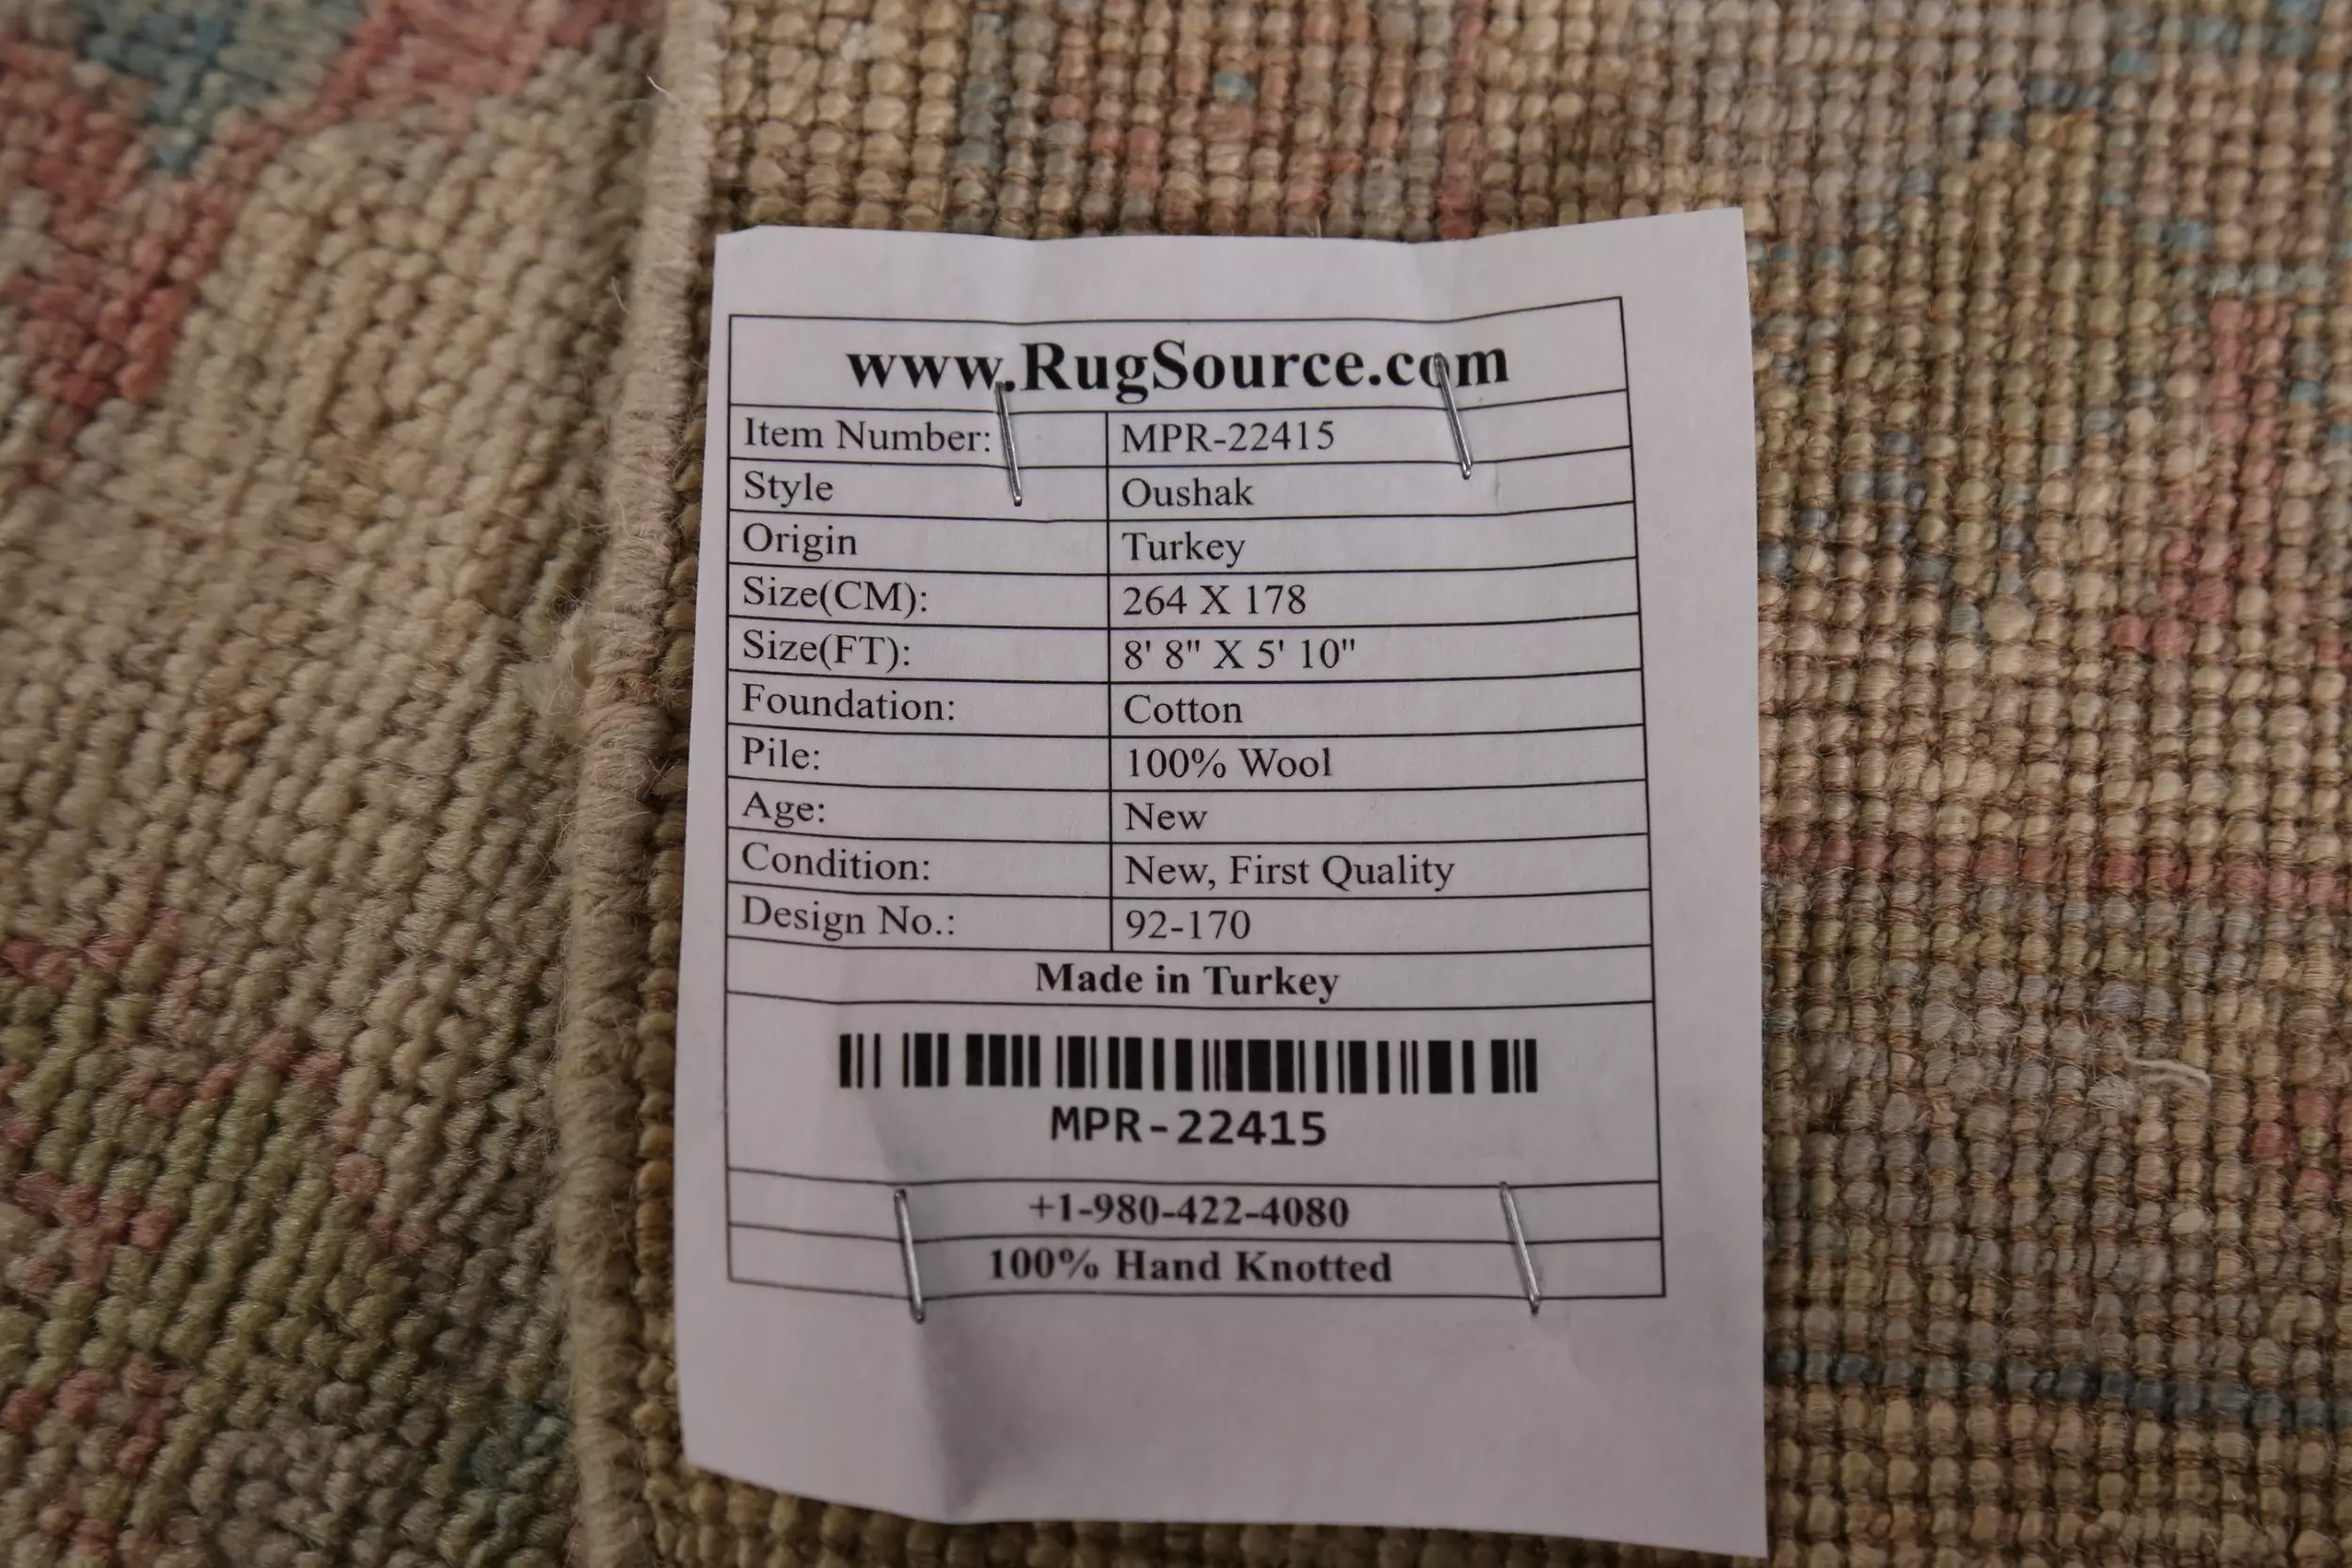 www.RugSource.com
Item Number: MPR-22415
Style Oushak
Origin Turkey
Size(CM): 264 X 178
Size(FT): 8' 8" X 5' 10"
Foundation: Cotton
Pile: 100% Wool
Age: New
Condition: New, First Quality
Design No.: 92-170
Made in Turkey
MPR-22415
+1-980-422-4080
100% Hand Knotted